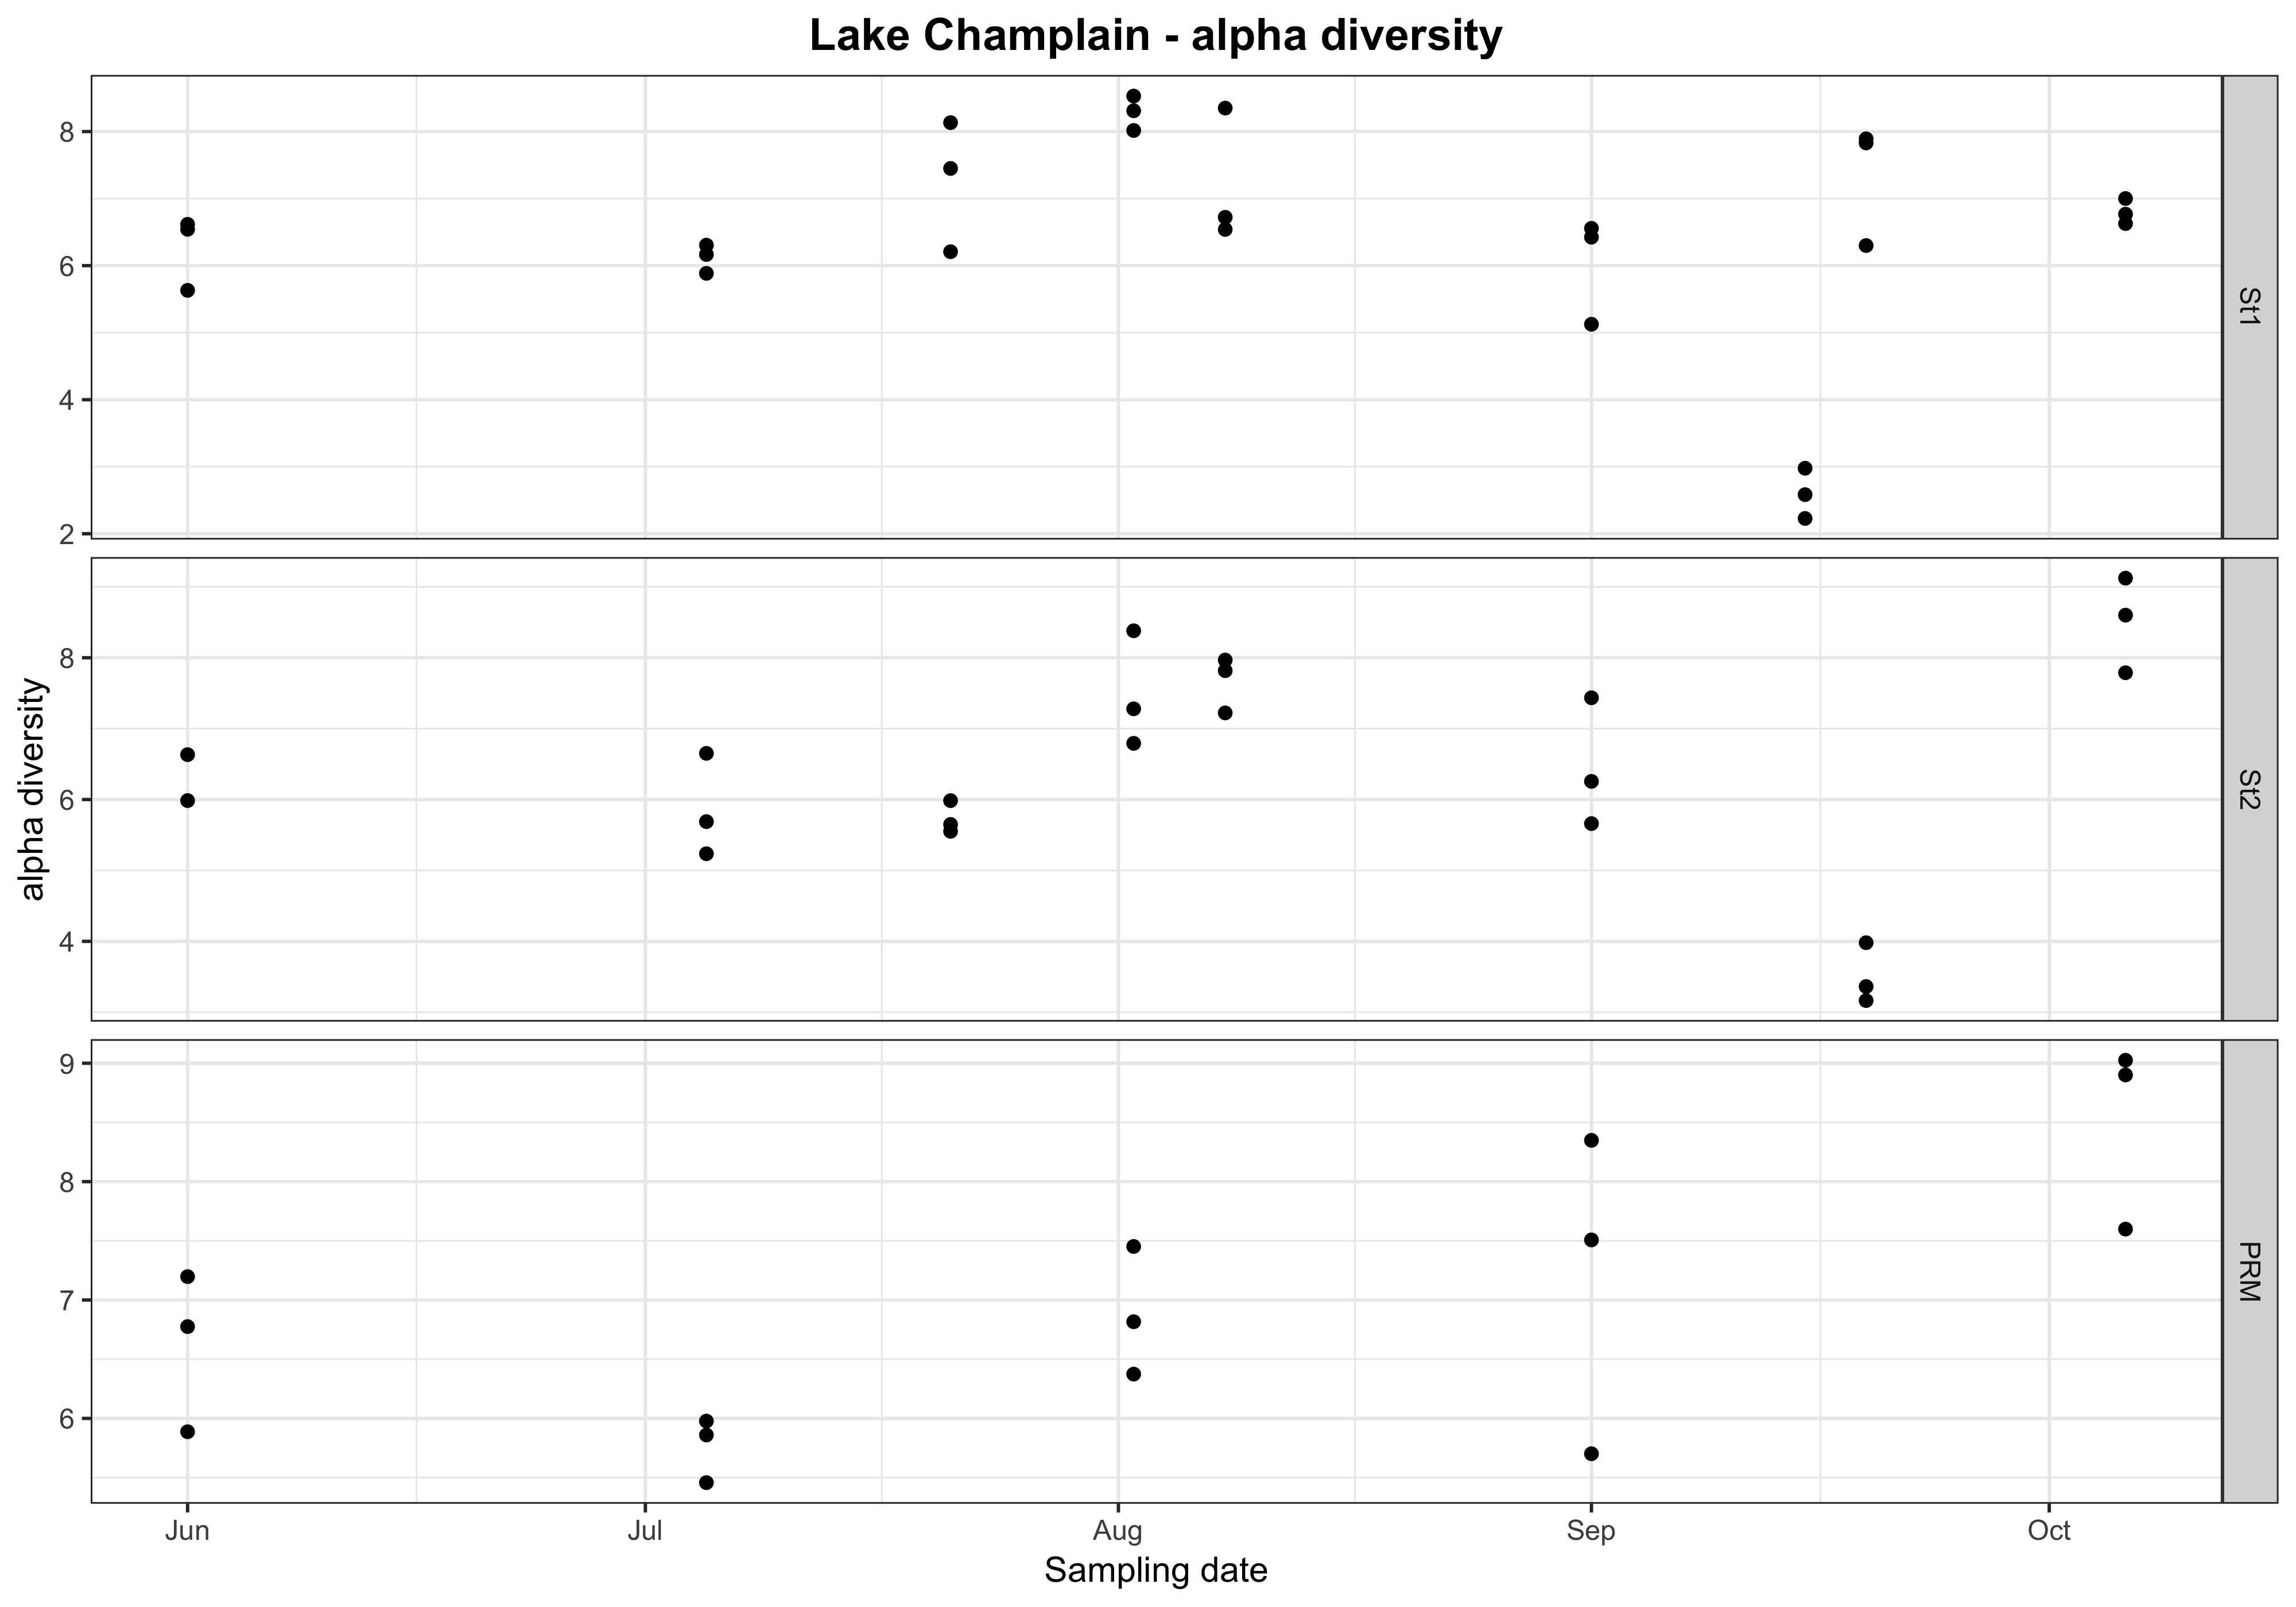 Lake Champlain - alpha diversity
8
6
4
2
St1
8
6
4
St2
9
8
7
6
PRM
alpha diversity
Jun
Jul
Aug
Sep
Oct
Sampling date